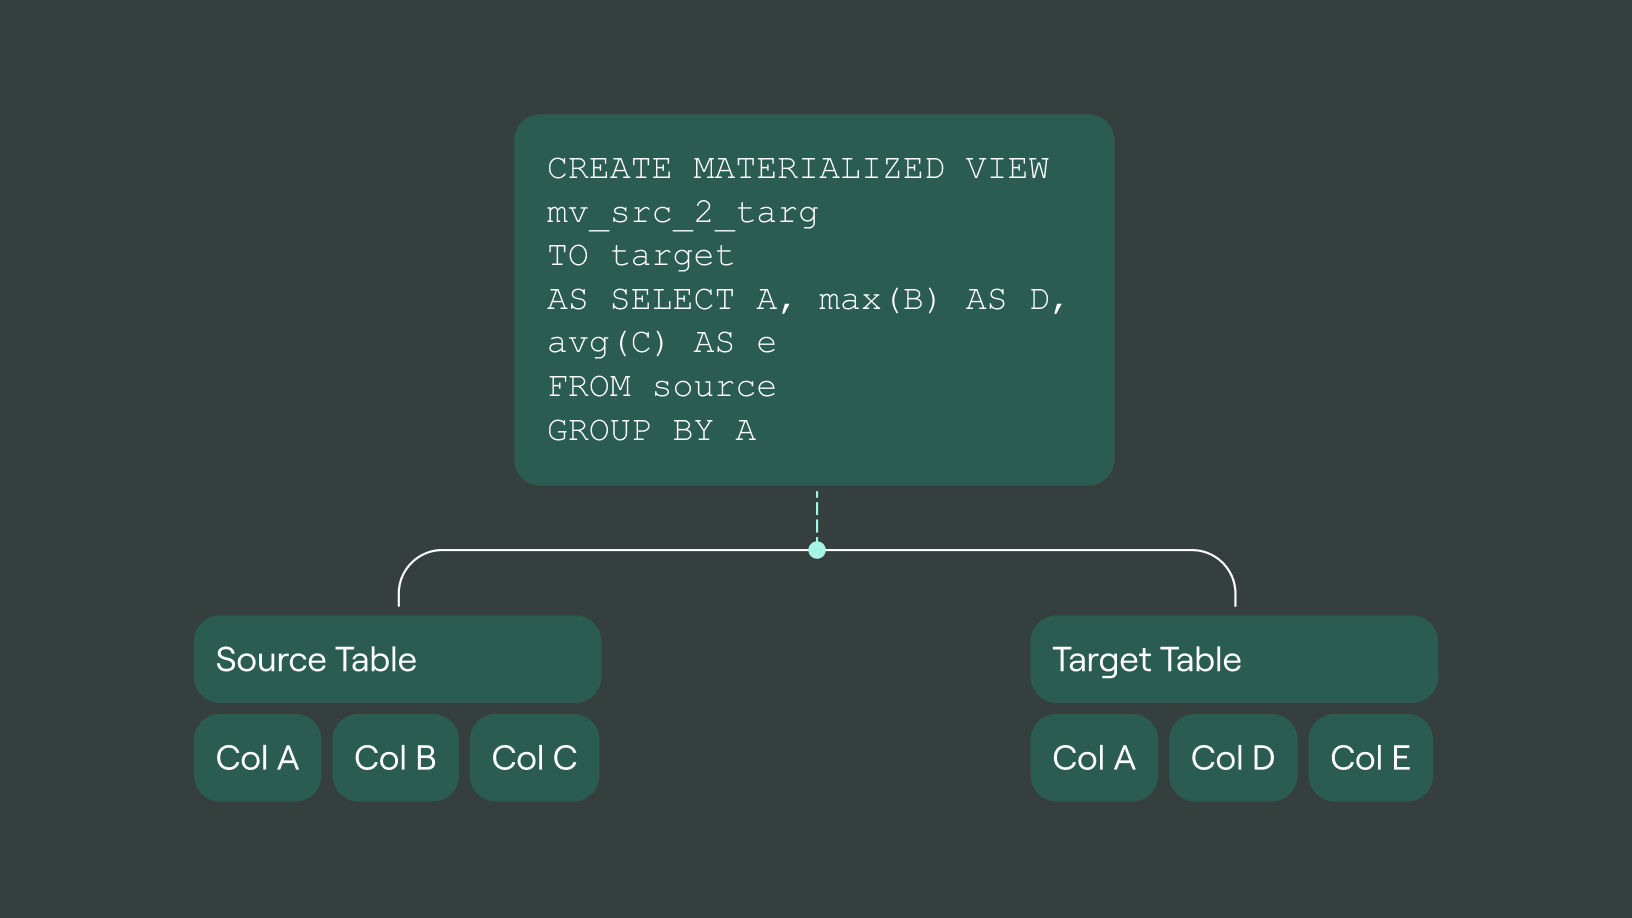 CREATE MATERIALIZED VIEW
mv_src_2_targ
TO target
AS SELECT A, max(B) AS D,
avg(C) AS e
FROM source
GROUP BY A
Source Table
Col A Col B Col C
Target Table
Col A Col D Col E